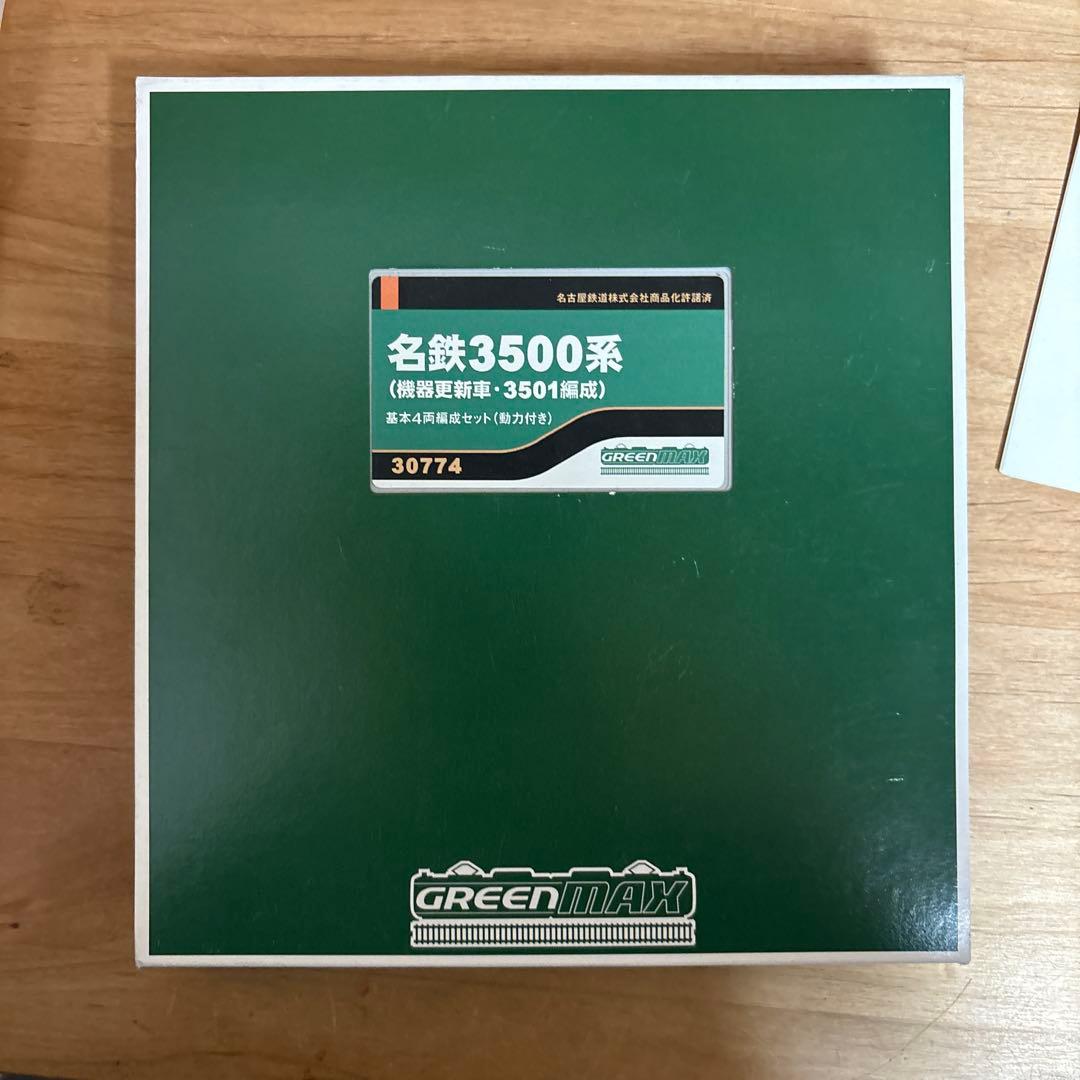 名古屋鉄道株式会社商品化許諾済
名鉄3500系
(機器更新車・3501編成)
基本4両編成セット(動力付き)
30774
GREENMAX
GREENMAX